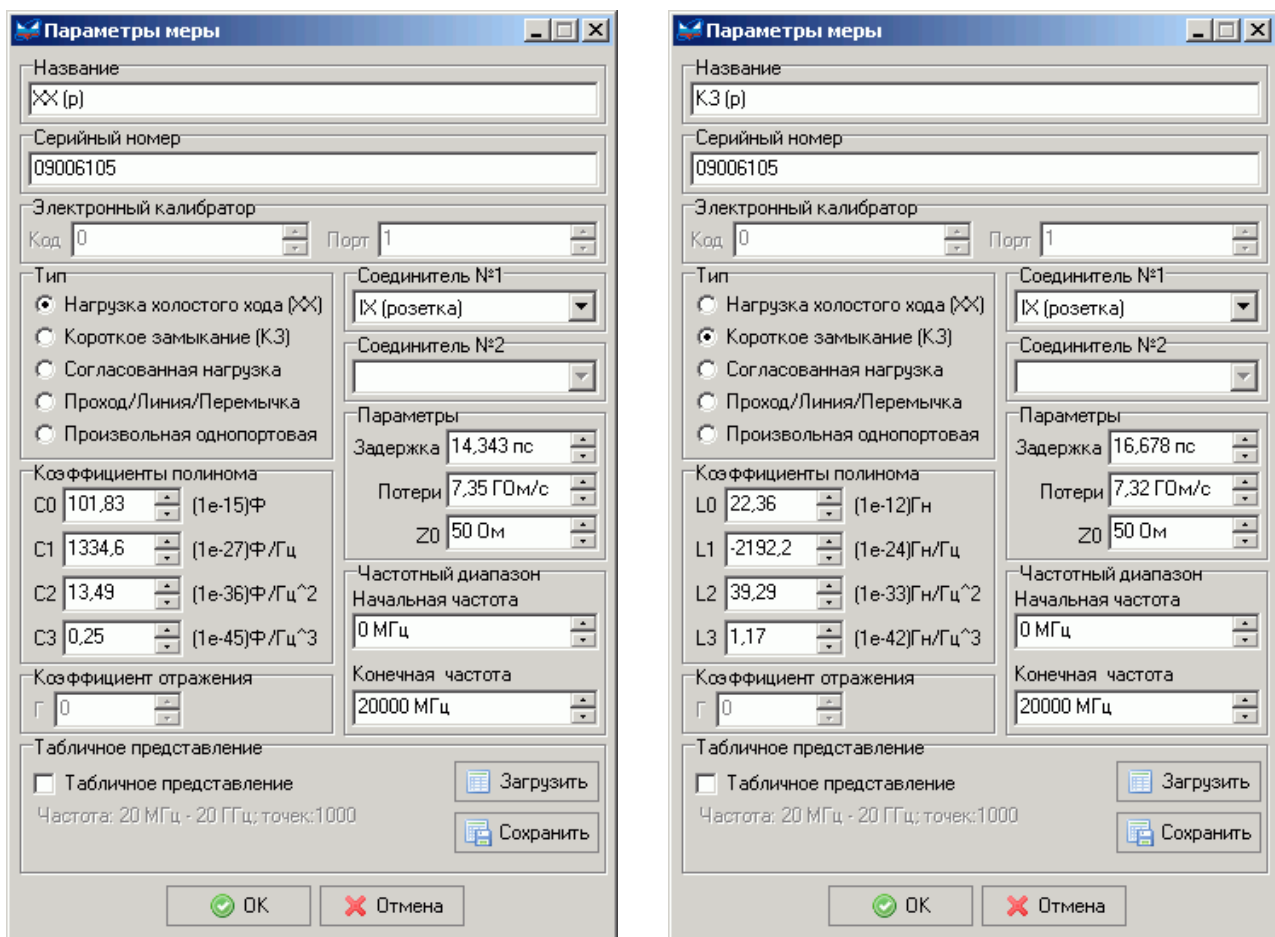 Параметры меры
Название
XX (р)
Серийный номер
09006105
Электронный калибратор
Код 0 Порт 1
Тип
Нагрузка холостого хода (XX)
Короткое замыкание (КЗ)
Согласованная нагрузка
Проход/Линия/Перемычка
Произвольная однопортовая
Соединитель №1
IX (розетка)
Соединитель №2
Параметры
Задержка 14,343 пс
Потери 7,35 ГОм/с
Z0 50 Ом
Коэффициенты полинома
C0 101,83 (1e-15)Ф
C1 1334,6 (1e-27)Ф/Гц
C2 13,49 (1e-36)Ф/Гц^2
C3 0,25 (1e-45)Ф/Гц^3
Частотный диапазон
Начальная частота
0 МГц
Конечная частота
20000 МГц
Коэффициент отражения
Г 0
Табличное представление
Табличное представление
Частота: 20 МГц - 20 ГГц; точек:1000
Загрузить
Сохранить
OK Отмена
Параметры меры
Название
КЗ (р)
Серийный номер
09006105
Электронный калибратор
Код 0 Порт 1
Тип
Нагрузка холостого хода (XX)
Короткое замыкание (КЗ)
Согласованная нагрузка
Проход/Линия/Перемычка
Произвольная однопортовая
Соединитель №1
IX (розетка)
Соединитель №2
Параметры
Задержка 16,678 пс
Потери 7,32 ГОм/с
Z0 50 Ом
Коэффициенты полинома
L0 22,36 (1e-12)Гн
L1 -2192,2 (1e-24)Гн/Гц
L2 39,29 (1e-33)Гн/Гц^2
L3 1,17 (1e-42)Гн/Гц^3
Частотный диапазон
Начальная частота
0 МГц
Конечная частота
20000 МГц
Коэффициент отражения
Г 0
Табличное представление
Табличное представление
Частота: 20 МГц - 20 ГГц; точек:1000
Загрузить
Сохранить
OK Отмена